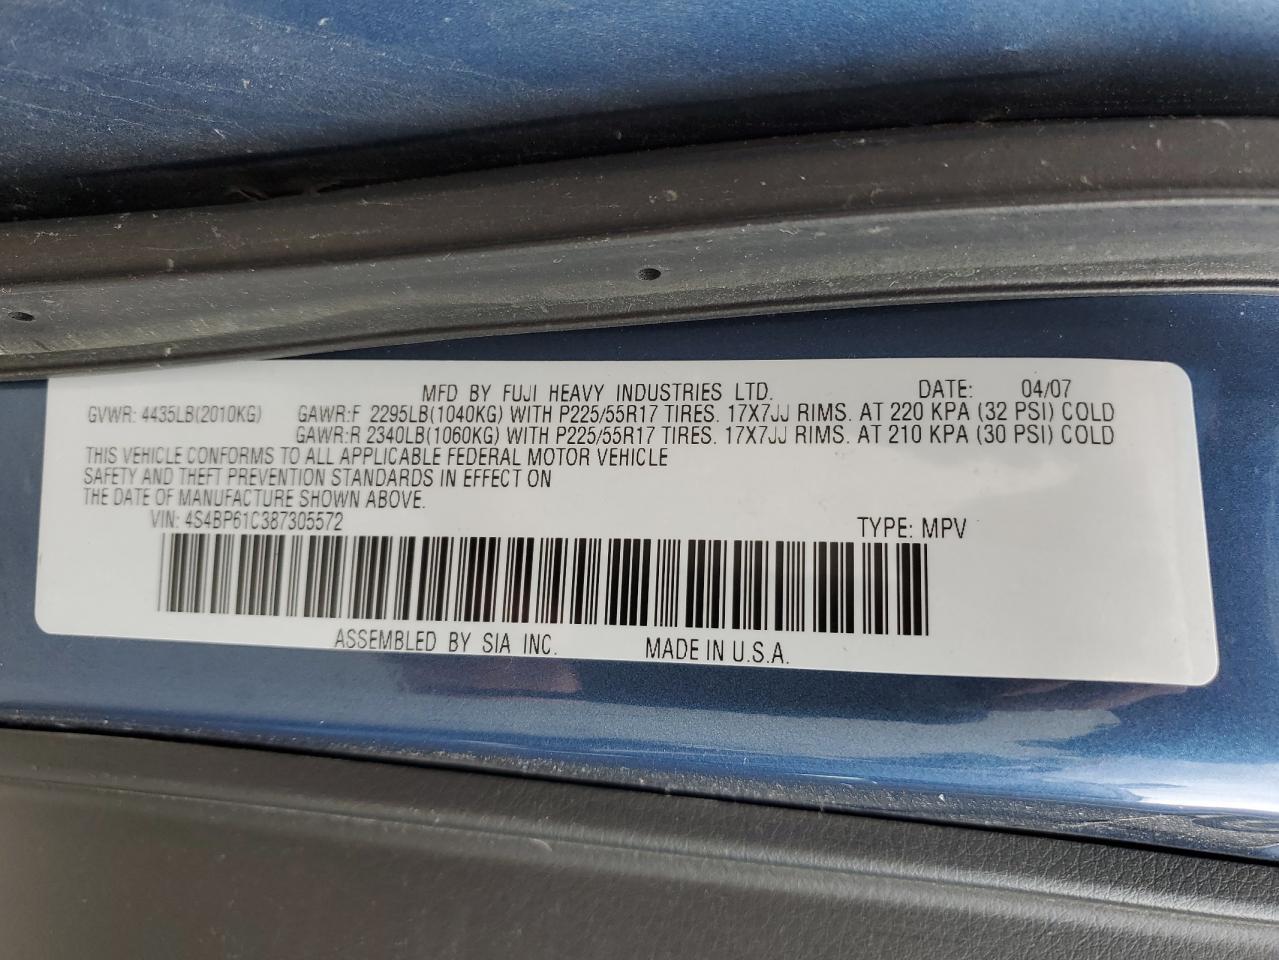 MFD BY FUJI HEAVY INDUSTRIES LTD. DATE: 04/07
GVWR: 4435LB(2010KG) GAWR:F 2295LB(1040KG) WITH P225/55R17 TIRES. 17X7JJ RIMS. AT 220 KPA (32 PSI) COLD
GAWR:R 2340LB(1060KG) WITH P225/55R17 TIRES. 17X7JJ RIMS. AT 210 KPA (30 PSI) COLD
THIS VEHICLE CONFORMS TO ALL APPLICABLE FEDERAL MOTOR VEHICLE
SAFETY AND THEFT PREVENTION STANDARDS IN EFFECT ON
THE DATE OF MANUFACTURE SHOWN ABOVE.
VIN: 4S4BP61C387305572 TYPE: MPV
ASSEMBLED BY SIA INC. MADE IN U.S.A.